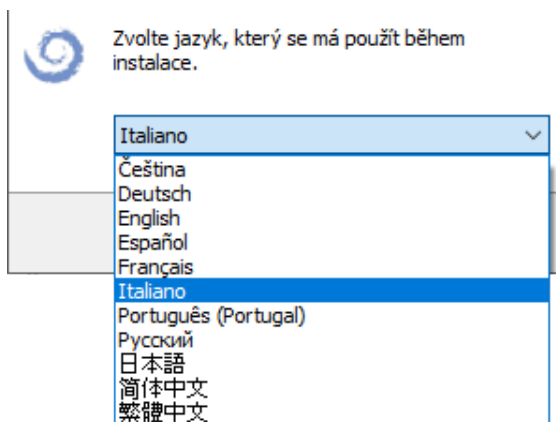 Zvolte jazyk, který se má použít během
instalace.
Italiano
Čeština
Deutsch
English
Español
Français
Italiano
Português (Portugal)
Русский
日本語
简体中文
繁體中文